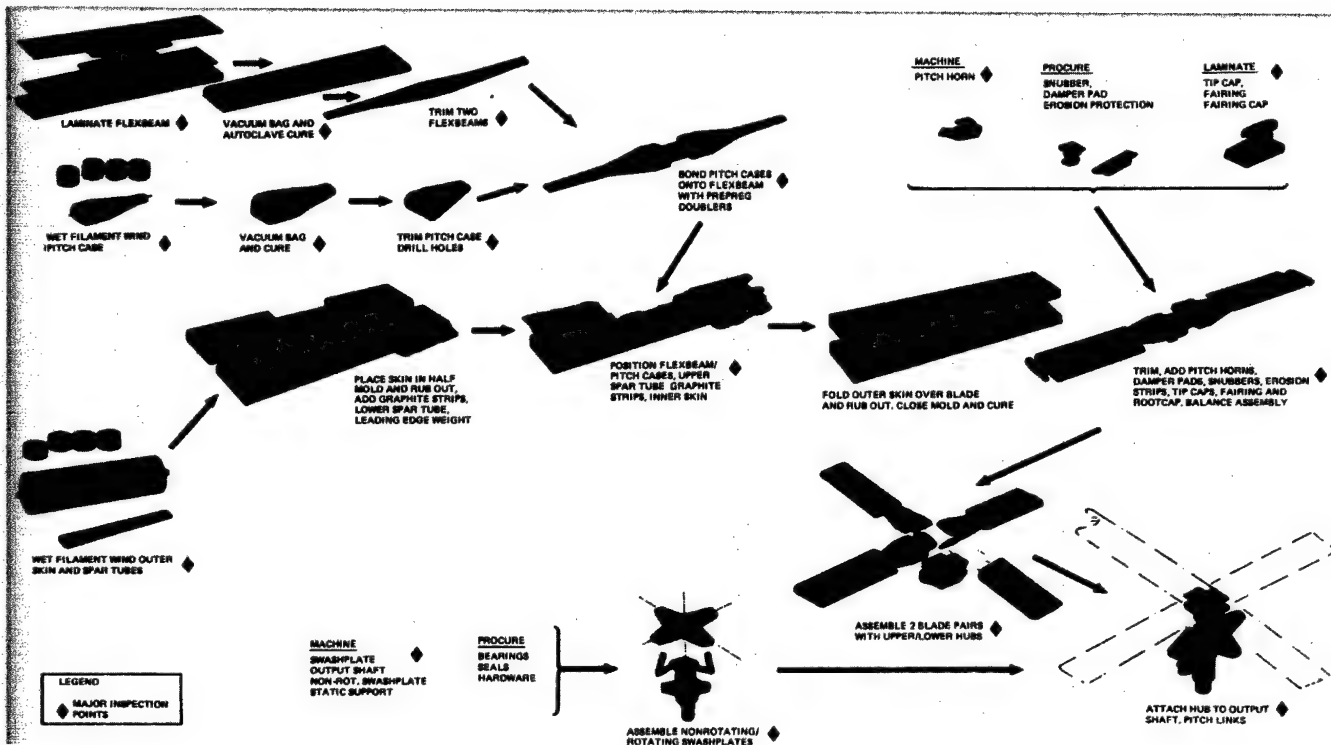 LAMINATE FLEXBEAM
VACUUM BAG AND
AUTOCLAVE CURE
TRIM TWO
FLEXBEAMS
MACHINE
PITCH HORN
PROCURE
SNUBBER,
DAMPER PAD
EROSION PROTECTION
LAMINATE
TIP CAP,
FAIRING
FAIRING CAP
WET FILAMENT WIND
PITCH CASE
VACUUM BAG
AND CURE
TRIM PITCH CASE
DRILL HOLES
BOND PITCH CASES
ONTO FLEXBEAM
WITH PREPREG
DOUBLERS
PLACE SKIN IN HALF
MOLD AND RUB OUT,
ADD GRAPHITE STRIPS,
LOWER SPAR TUBE,
LEADING EDGE WEIGHT
POSITION FLEXBEAM/
PITCH CASES, UPPER
SPAR TUBE GRAPHITE
STRIPS, INNER SKIN
FOLD OUTER SKIN OVER BLADE
AND RUB OUT. CLOSE MOLD AND CURE
TRIM, ADD PITCH HORNS,
DAMPER PADS, SNUBBERS, EROSION
STRIPS, TIP CAPS, FAIRING AND
ROOTCAP. BALANCE ASSEMBLY
WET FILAMENT WIND OUTER
SKIN AND SPAR TUBES
ASSEMBLE 2 BLADE PAIRS
WITH UPPER/LOWER HUBS
MACHINE
SWASHPLATE
OUTPUT SHAFT
NON-ROT. SWASHPLATE
STATIC SUPPORT
PROCURE
BEARINGS
SEALS
HARDWARE
ASSEMBLE NONROTATING/
ROTATING SWASHPLATES
ATTACH HUB TO OUTPUT
SHAFT, PITCH LINKS
LEGEND
MAJOR INSPECTION
POINTS